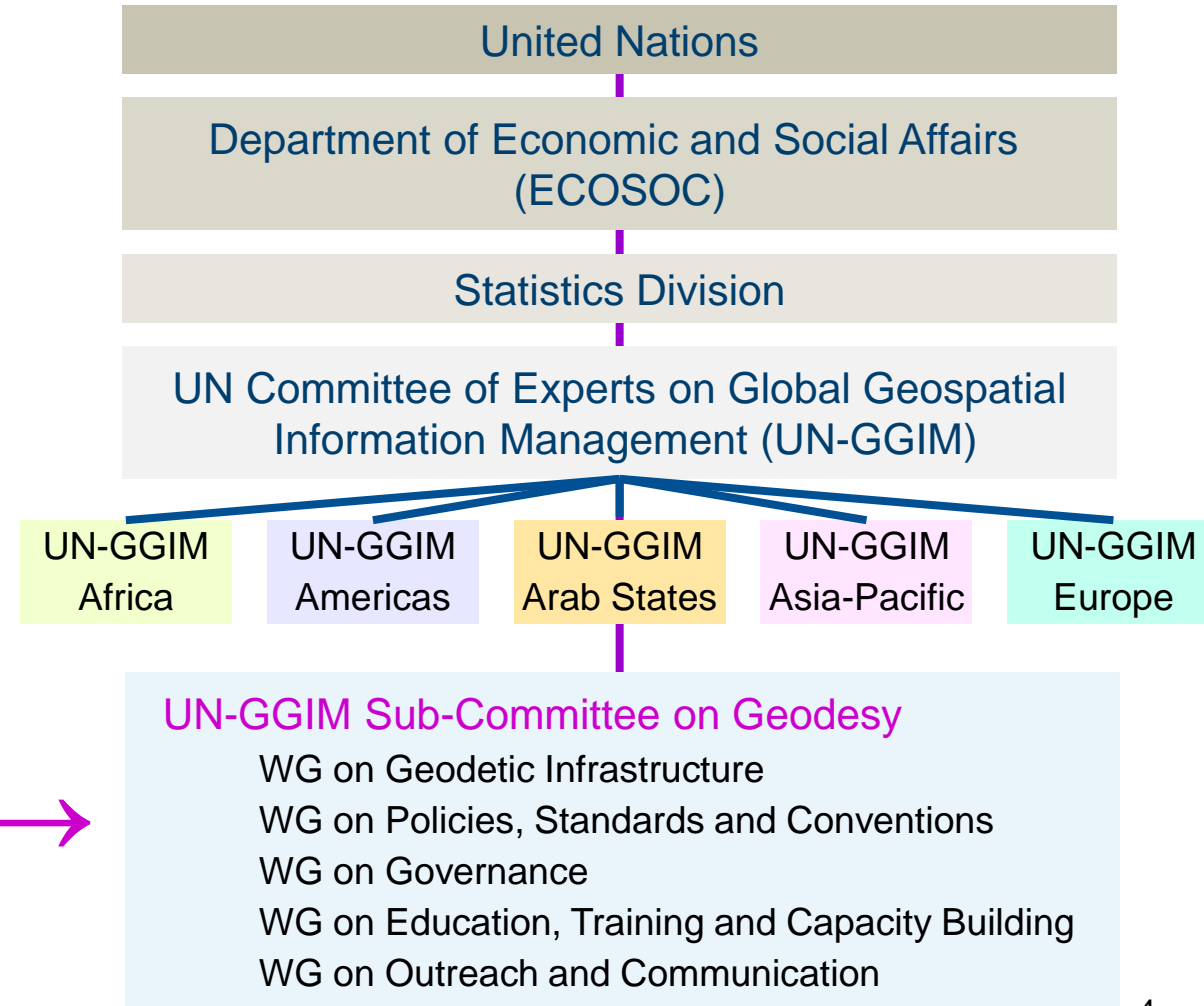 United Nations
Department of Economic and Social Affairs
(ECOSOC)
Statistics Division
UN Committee of Experts on Global Geospatial
Information Management (UN-GGIM)
UN-GGIM
Africa
UN-GGIM
Americas
UN-GGIM
Arab States
UN-GGIM
Asia-Pacific
UN-GGIM
Europe
UN-GGIM Sub-Committee on Geodesy
WG on Geodetic Infrastructure
WG on Policies, Standards and Conventions
WG on Governance
WG on Education, Training and Capacity Building
WG on Outreach and Communication